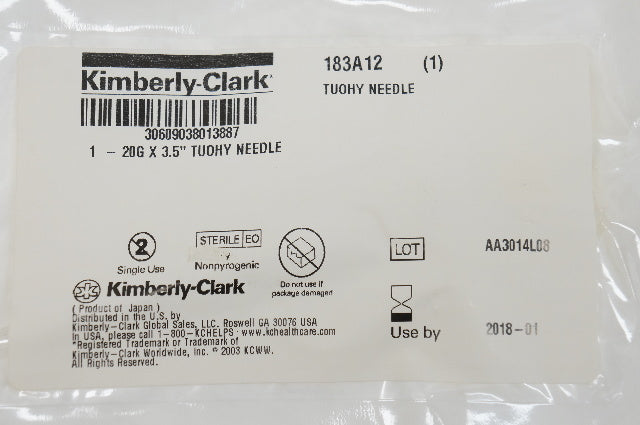 Kimberly-Clark*
183A12 (1)
TUOHY NEEDLE
30609038013887
1 - 20G X 3.5" TUOHY NEEDLE
2
STERILE EO
Single Use
Nonpyrogenic
Do not use if
package damaged
LOT
AA3014L08
Kimberly-Clark
( Product of Japan )
Distributed in the U.S. by
Kimberly-Clark Global Sales, LLC. Roswell GA 30076 USA
In USA, please call 1-800-KCHELPS · www.kchealthcare.com
*Registered Trademark or Trademark of
Kimberly-Clark Worldwide, Inc. © 2003 KCWW.
All Rights Reserved.
Use by
2018-01